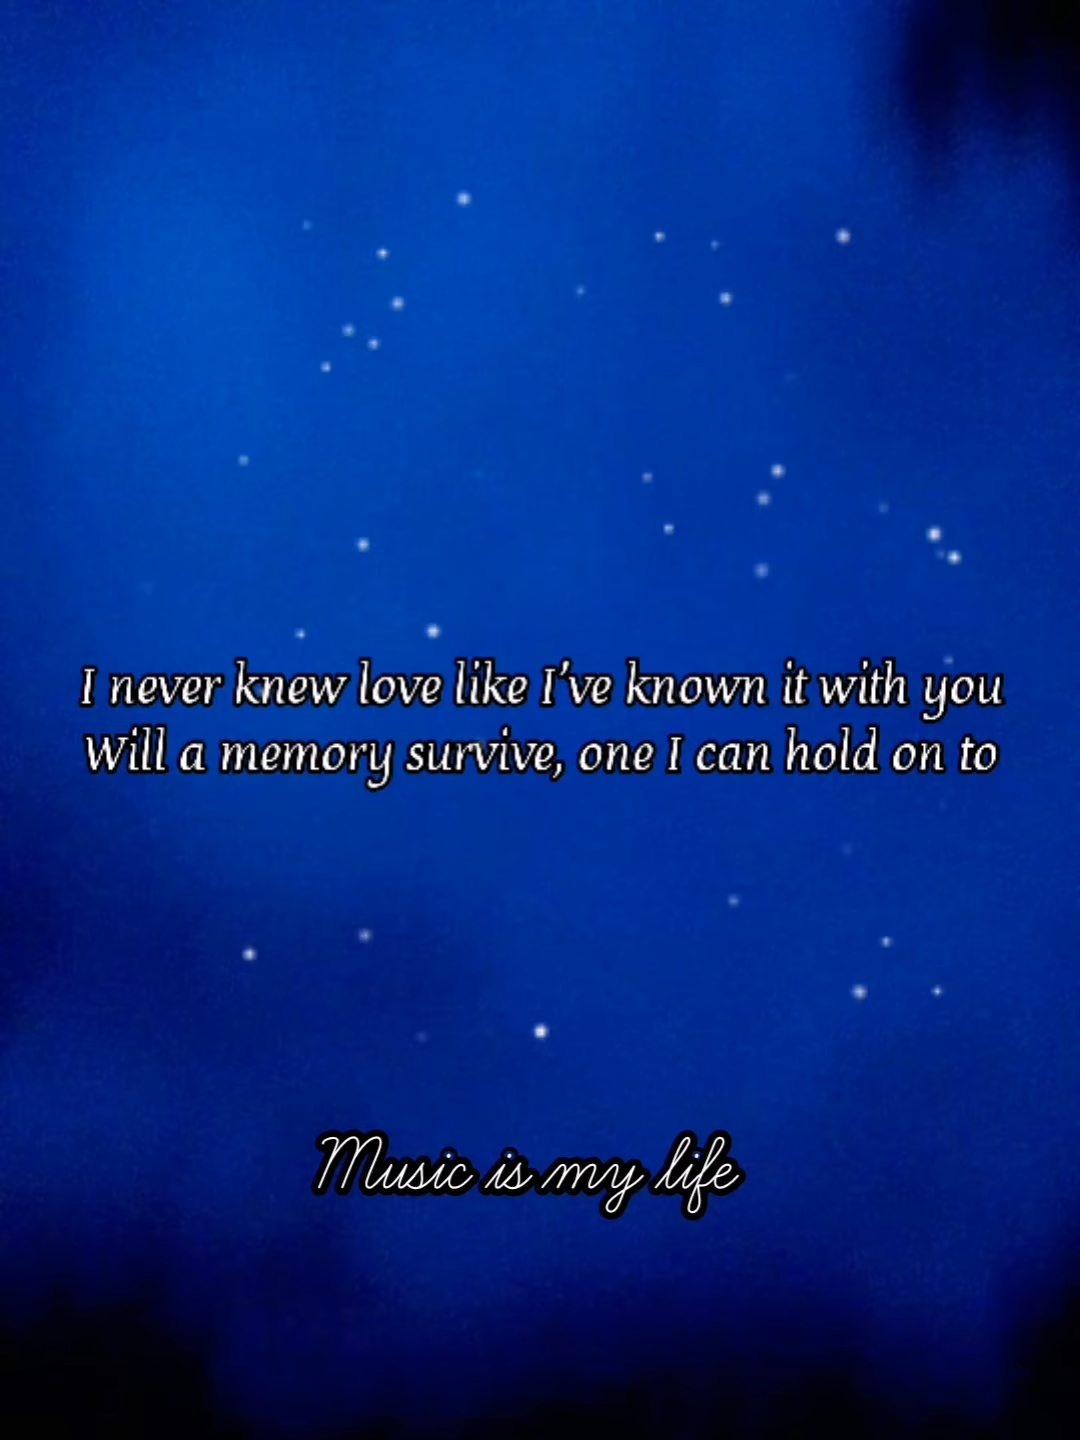 I never knew love like I've known it with you
Will a memory survive, one I can hold on to
Music is my life